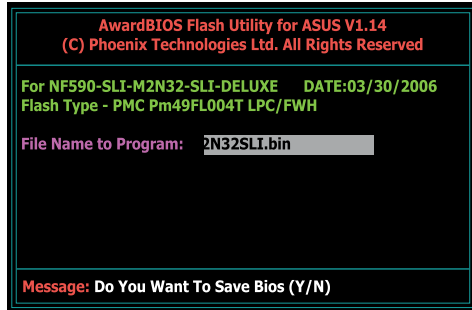 AwardBIOS Flash Utility for ASUS V1.14
(C) Phoenix Technologies Ltd. All Rights Reserved
For NF590-SLI-M2N32-SLI-DELUXE DATE:03/30/2006
Flash Type - PMC Pm49FL004T LPC/FWH
File Name to Program: 2N32SLI.bin
Message: Do You Want To Save Bios (Y/N)